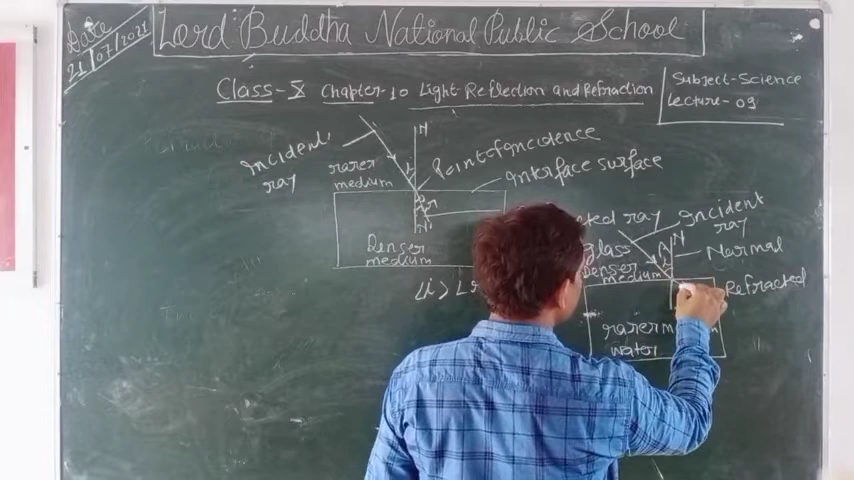 Date
21/07/2021
Lord Buddha National Public School
Class-X Chapter-10 Light-Reflection and Refraction
Subject-Science
Lecture-09
Incident
ray
rarer
medium
N
i
Point of incidence
Interface surface
r
N'
Denser
medium
∠i > ∠r
ted ray
Incident
ray
Glass
Denser
medium
N
i
Normal
Refracted
rarer m
water